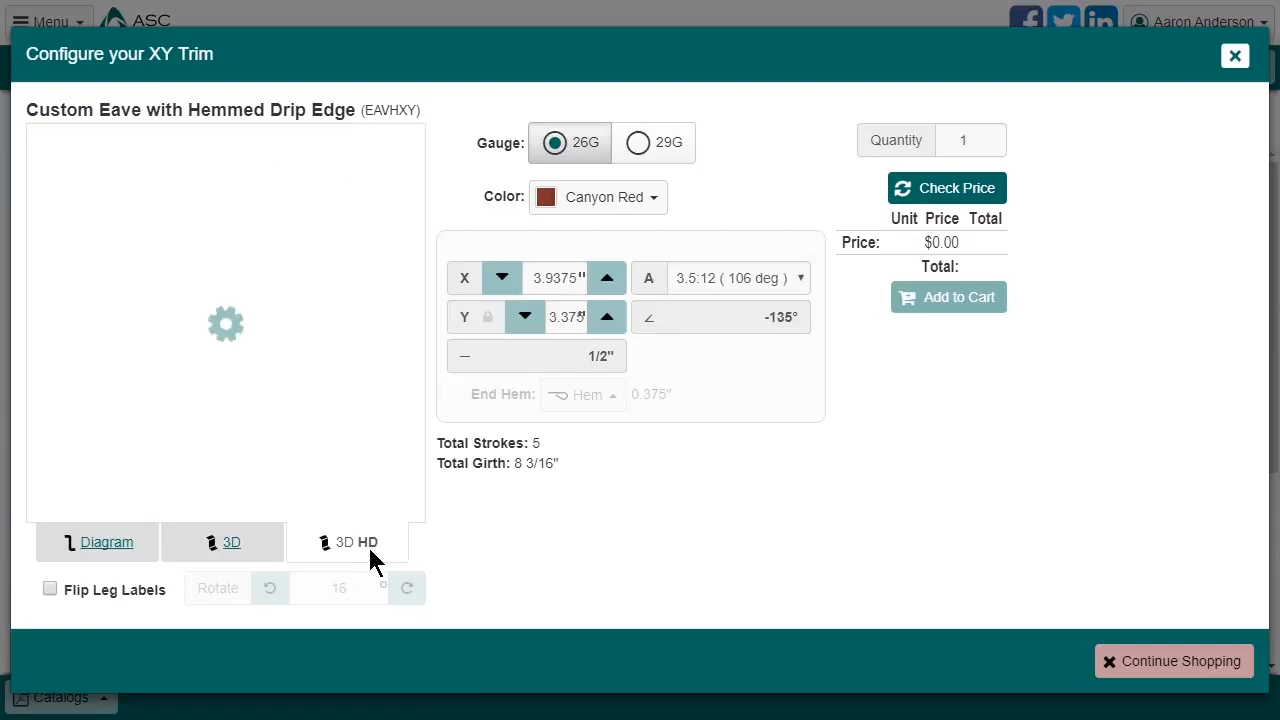 Menu
ASC
Aaron Anderson
Configure your XY Trim
Custom Eave with Hemmed Drip Edge (EAVHXY)
Gauge: 26G 29G
Color: Canyon Red
Quantity 1
Check Price
Unit Price Total
Price: $0.00
Total:
Add to Cart
X 3.9375" A 3.5:12 ( 106 deg )
Y 3.375" ∠ -135°
— 1/2"
End Hem: Hem 0.375"
Total Strokes: 5
Total Girth: 8 3/16"
Diagram 3D 3D HD
Flip Leg Labels Rotate 16 °
Continue Shopping
Catalogs